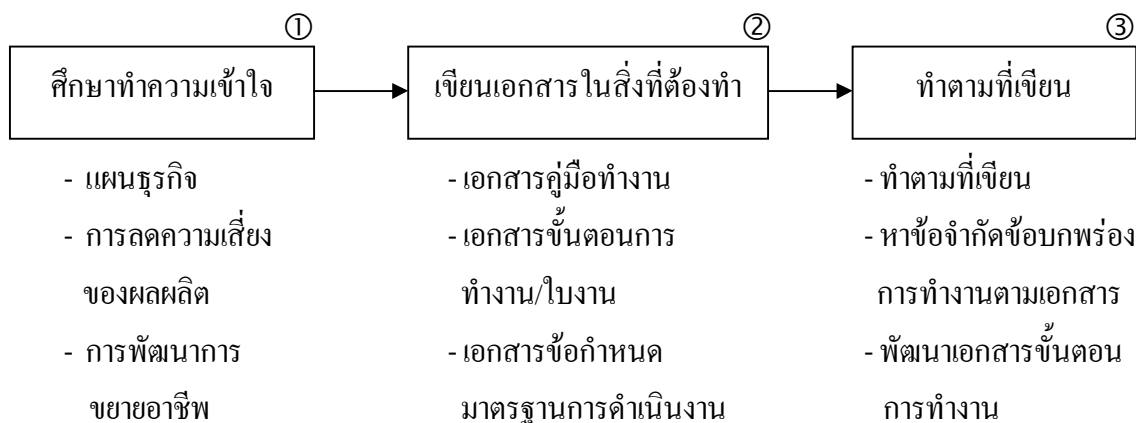 ①
ศึกษาทำความเข้าใจ
- แผนธุรกิจ
- การลดความเสี่ยง
ของผลผลิต
- การพัฒนาการ
ขยายอาชีพ
②
เขียนเอกสารในสิ่งที่ต้องทำ
- เอกสารคู่มือทำงาน
- เอกสารขั้นตอนการ
ทำงาน/ใบงาน
- เอกสารข้อกำหนด
มาตรฐานการดำเนินงาน
③
ทำตามที่เขียน
- ทำตามที่เขียน
- หาข้อจำกัดข้อบกพร่อง
การทำงานตามเอกสาร
- พัฒนาเอกสารขั้นตอน
การทำงาน